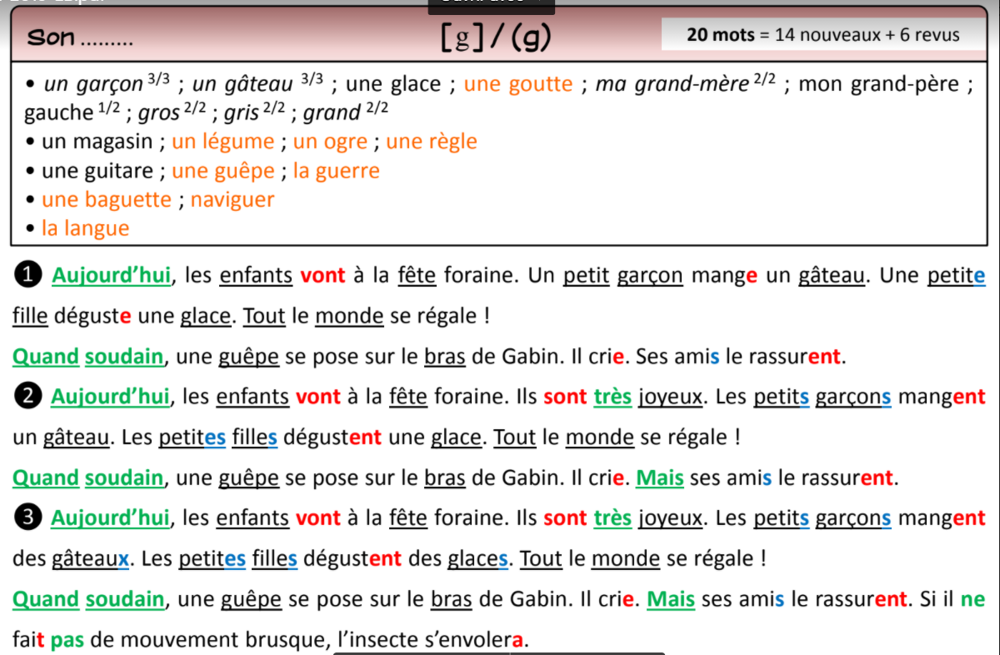 Son .........
[g]/(g)
20 mots = 14 nouveaux + 6 revus
• un garçon 3/3 ; un gâteau 3/3 ; une glace ; une goutte ; ma grand-mère 2/2 ; mon grand-père ;
gauche 1/2 ; gros 2/2 ; gris 2/2 ; grand 2/2
• un magasin ; un légume ; un ogre ; une règle
• une guitare ; une guêpe ; la guerre
• une baguette ; naviguer
• la langue
❶ Aujourd’hui, les enfants vont à la fête foraine. Un petit garçon mange un gâteau. Une petite
fille déguste une glace. Tout le monde se régale !
Quand soudain, une guêpe se pose sur le bras de Gabin. Il crie. Ses amis le rassurent.
❷ Aujourd’hui, les enfants vont à la fête foraine. Ils sont très joyeux. Les petits garçons mangent
un gâteau. Les petites filles dégustent une glace. Tout le monde se régale !
Quand soudain, une guêpe se pose sur le bras de Gabin. Il crie. Mais ses amis le rassurent.
❸ Aujourd’hui, les enfants vont à la fête foraine. Ils sont très joyeux. Les petits garçons mangent
des gâteaux. Les petites filles dégustent des glaces. Tout le monde se régale !
Quand soudain, une guêpe se pose sur le bras de Gabin. Il crie. Mais ses amis le rassurent. Si il ne
fait pas de mouvement brusque, l’insecte s’envolera.